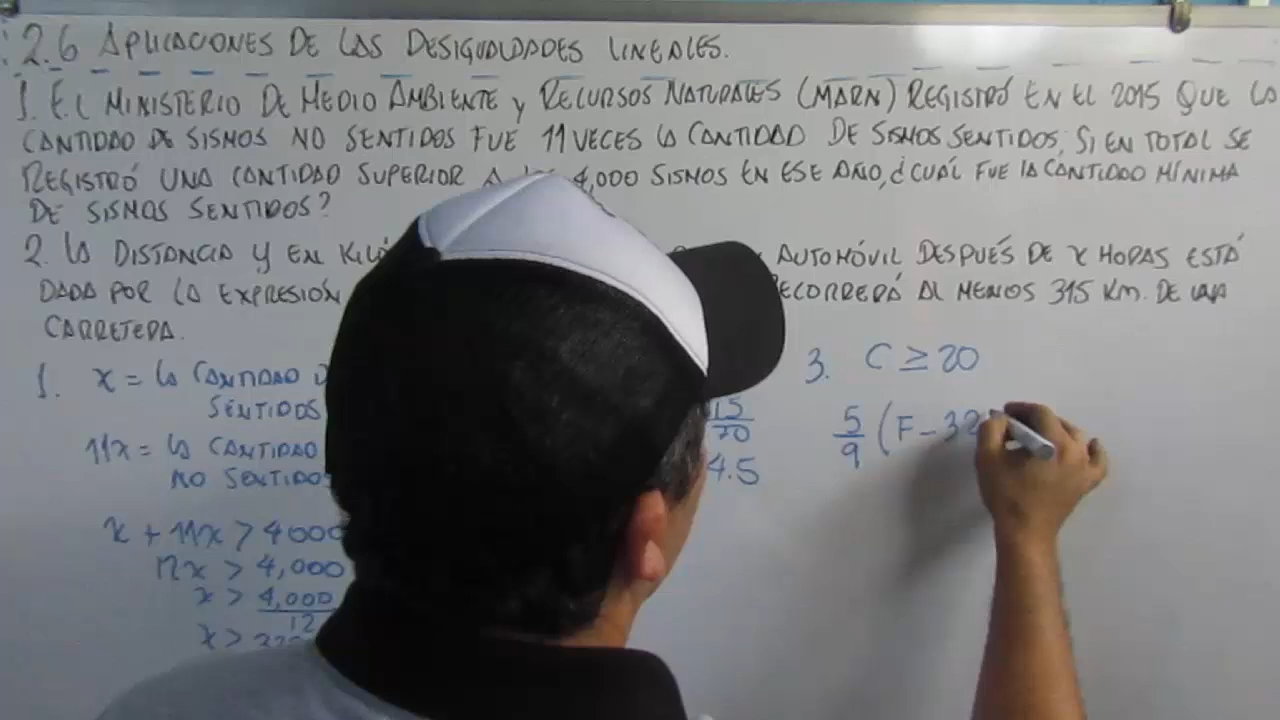 2.6 APLICACIONES DE LAS DESIGUALDADES LINEALES.
1. EL MINISTERIO DE MEDIO AMBIENTE y RECURSOS NATURALES (MARN) REGISTRÓ EN EL 2015 QUE LA
CANTIDAD DE SISMOS NO SENTIDOS FUE 11 VECES LA CANTIDAD DE SISMOS SENTIDOS, SI EN TOTAL SE
REGISTRÓ UNA CANTIDAD SUPERIOR A 4,000 SISMOS EN ESE AÑO, ¿CUÁL FUE LA CANTIDAD MÍNIMA
DE SISMOS SENTIDOS?
2. LA DISTANCIA y EN AUTOMÓVIL DESPUÉS DE x HORAS ESTÁ
DADA POR LA EXPRESIÓN AL MENOS 315 Km. DE UNA
CARRETERA.
1. x = LA CANTIDAD
SENTIDOS
11x = LA CANTIDAD
NO SENTIDOS
x + 11x > 4000
12x > 4,000
x > 4,000
12
x >
15
4.5
3. C ≥ 20
5/9 (F - 32